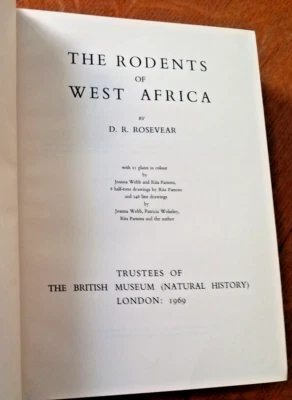 THE RODENTS
OF
WEST AFRICA
BY
D. R. ROSEVEAR
with 11 plates in colour
by
Joanna Webb and Rita Parsons,
8 half-tone drawings by Rita Parsons
and 246 line drawings
by
Joanna Webb, Patricia Wolseley,
Rita Parsons and the author
TRUSTEES OF
THE BRITISH MUSEUM (NATURAL HISTORY)
LONDON: 1969